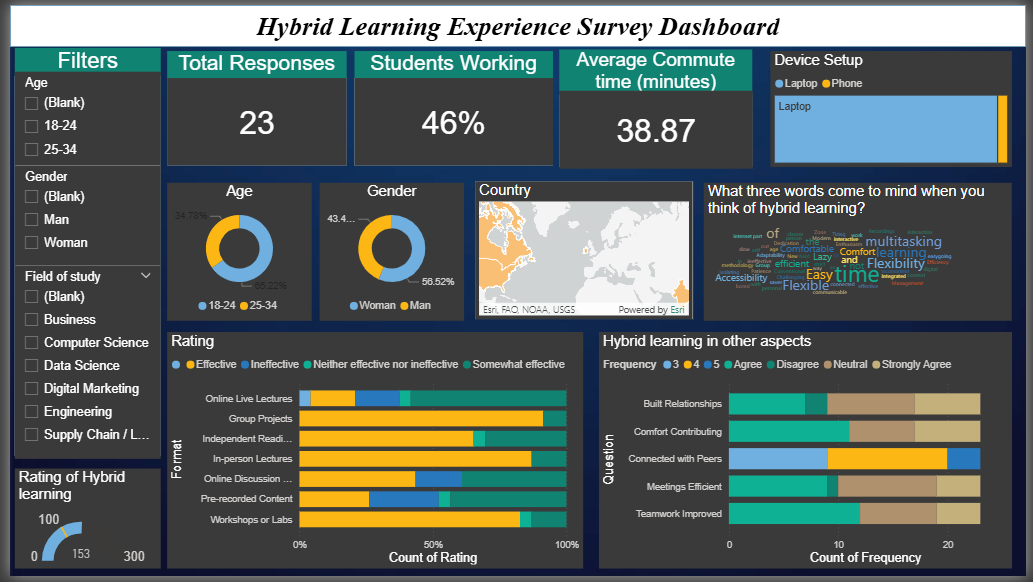 Hybrid Learning Experience Survey Dashboard
Filters
Age
(Blank)
18-24
25-34
Gender
(Blank)
Man
Woman
Field of study
(Blank)
Business
Computer Science
Data Science
Digital Marketing
Engineering
Supply Chain / L...
Rating of Hybrid
learning
100
0
153
300
Total Responses
23
Students Working
46%
Average Commute
time (minutes)
38.87
Device Setup
Laptop Phone
Laptop
Age
34.78%
65.22%
18-24 25-34
Gender
43.4...
56.52%
Woman Man
Country
Esri, FAO, NOAA, USGS
Powered by Esri
What three words come to mind when you
think of hybrid learning?
internet part of
the interactive
multitasking
Comfortable Lazy Comfort learning
efficient and Flexibility
Accessibility Easy time
Flexible
communicable
Rating
Effective Ineffective Neither effective nor ineffective Somewhat effective
Format
Online Live Lectures
Group Projects
Independent Readi...
In-person Lectures
Online Discussion ...
Pre-recorded Content
Workshops or Labs
0% 50% 100%
Count of Rating
Hybrid learning in other aspects
Frequency 3 4 5 Agree Disagree Neutral Strongly Agree
Question
Built Relationships
Comfort Contributing
Connected with Peers
Meetings Efficient
Teamwork Improved
0 10 20
Count of Frequency